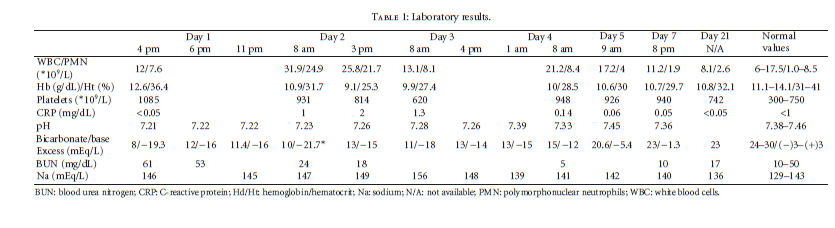 TABLE 1: Laboratory results.
Day 1 Day 2 Day 3 Day 4 Day 5 Day 7 Day 21 Normal
4 pm 6 pm 11 pm 8 am 3 pm 8 am 4 pm 1 am 8 am 9 am 8 pm N/A values
WBC/PMN
(*10⁹/L) 12/7.6 31.9/24.9 25.8/21.7 13.1/8.1 21.2/8.4 17.2/4 11.2/1.9 8.1/2.6 6–17.5/1.0–8.5
Hb (g/dL)/Ht (%) 12.6/36.4 10.9/31.7 9.1/25.3 9.9/27.4 10/28.5 10.6/30 10.7/29.7 10.8/32.1 11.1–14.1/31–41
Platelets (*10⁹/L) 1085 931 814 620 948 926 940 742 300–750
CRP (mg/dL) <0.05 1 2 1.3 0.14 0.06 0.05 <0.05 <1
pH 7.21 7.22 7.22 7.23 7.26 7.28 7.26 7.39 7.33 7.45 7.36 7.38–7.46
Bicarbonate/base
Excess (mEq/L) 8/−19.3 12/−16 11.4/−16 10/−21.7* 13/−15 11/−18 13/−14 13/−15 15/−12 20.6/−5.4 23/−1.3 23 24–30/(−)3–(+)3
BUN (mg/dL) 61 53 24 18 5 10 17 10–50
Na (mEq/L) 146 145 147 149 156 148 139 141 142 140 136 129–143
BUN: blood urea nitrogen; CRP: C-reactive protein; Hd/Ht: hemoglobin/hematocrit; Na: sodium; N/A: not available; PMN: polymorphonuclear neutrophils; WBC: white blood cells.